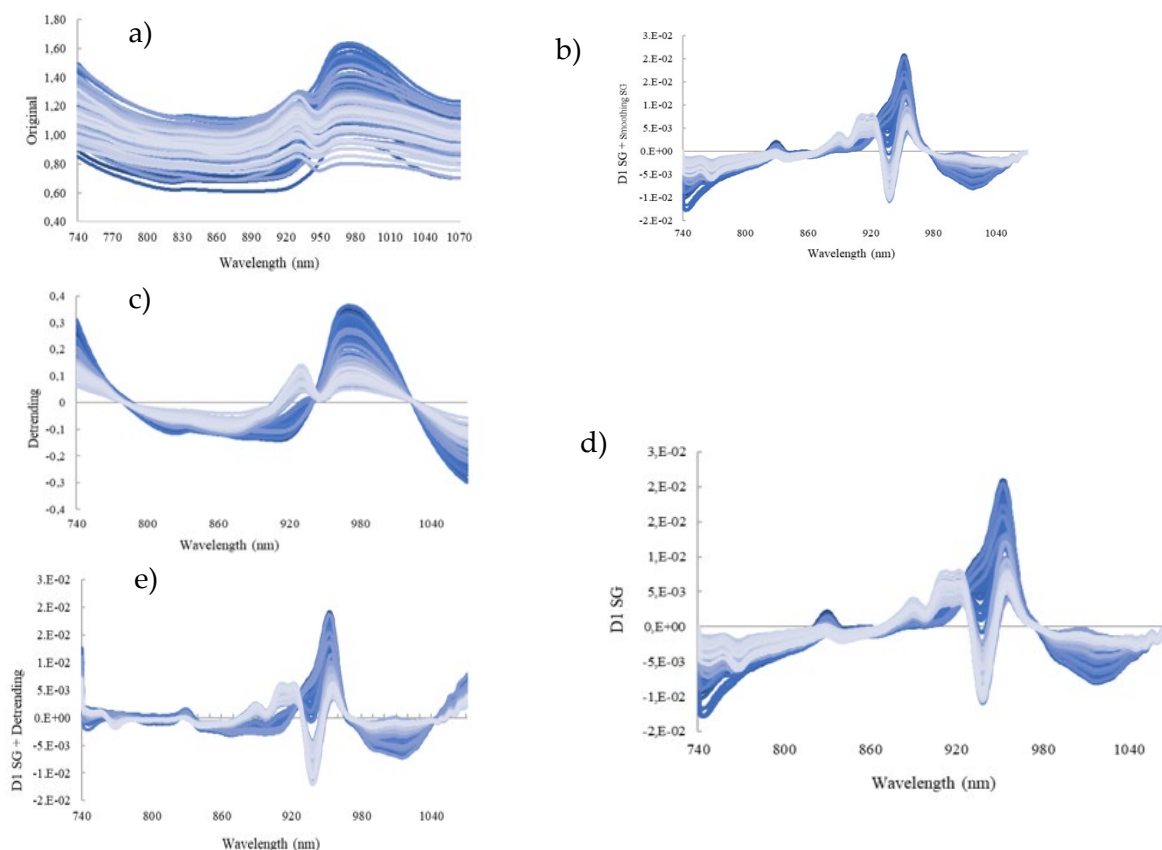 a)
1,80
1,60
1,40
1,20
1,00
0,80
0,60
0,40
Original
740 770 800 830 860 890 920 950 980 1010 1040 1070
Wavelength (nm)
b)
3.E-02
2.E-02
2.E-02
1.E-02
5.E-03
0.E+00
-5.E-03
-1.E-02
-2.E-02
D1 SG + Smoothing SG
740 800 860 920 980 1040
Wavelength (nm)
c)
0,4
0,3
0,2
0,1
0
-0,1
-0,2
-0,3
-0,4
Detrending
740 800 860 920 980 1040
Wavelength (nm)
d)
3,E-02
2,E-02
2,E-02
1,E-02
5,E-03
0,E+00
-5,E-03
-1,E-02
-2,E-02
D1 SG
740 800 860 920 980 1040
Wavelength (nm)
e)
3.E-02
2.E-02
2.E-02
1.E-02
5.E-03
0.E+00
-5.E-03
-1.E-02
-2.E-02
D1 SG + Detrending
740 800 860 920 980 1040
Wavelength (nm)